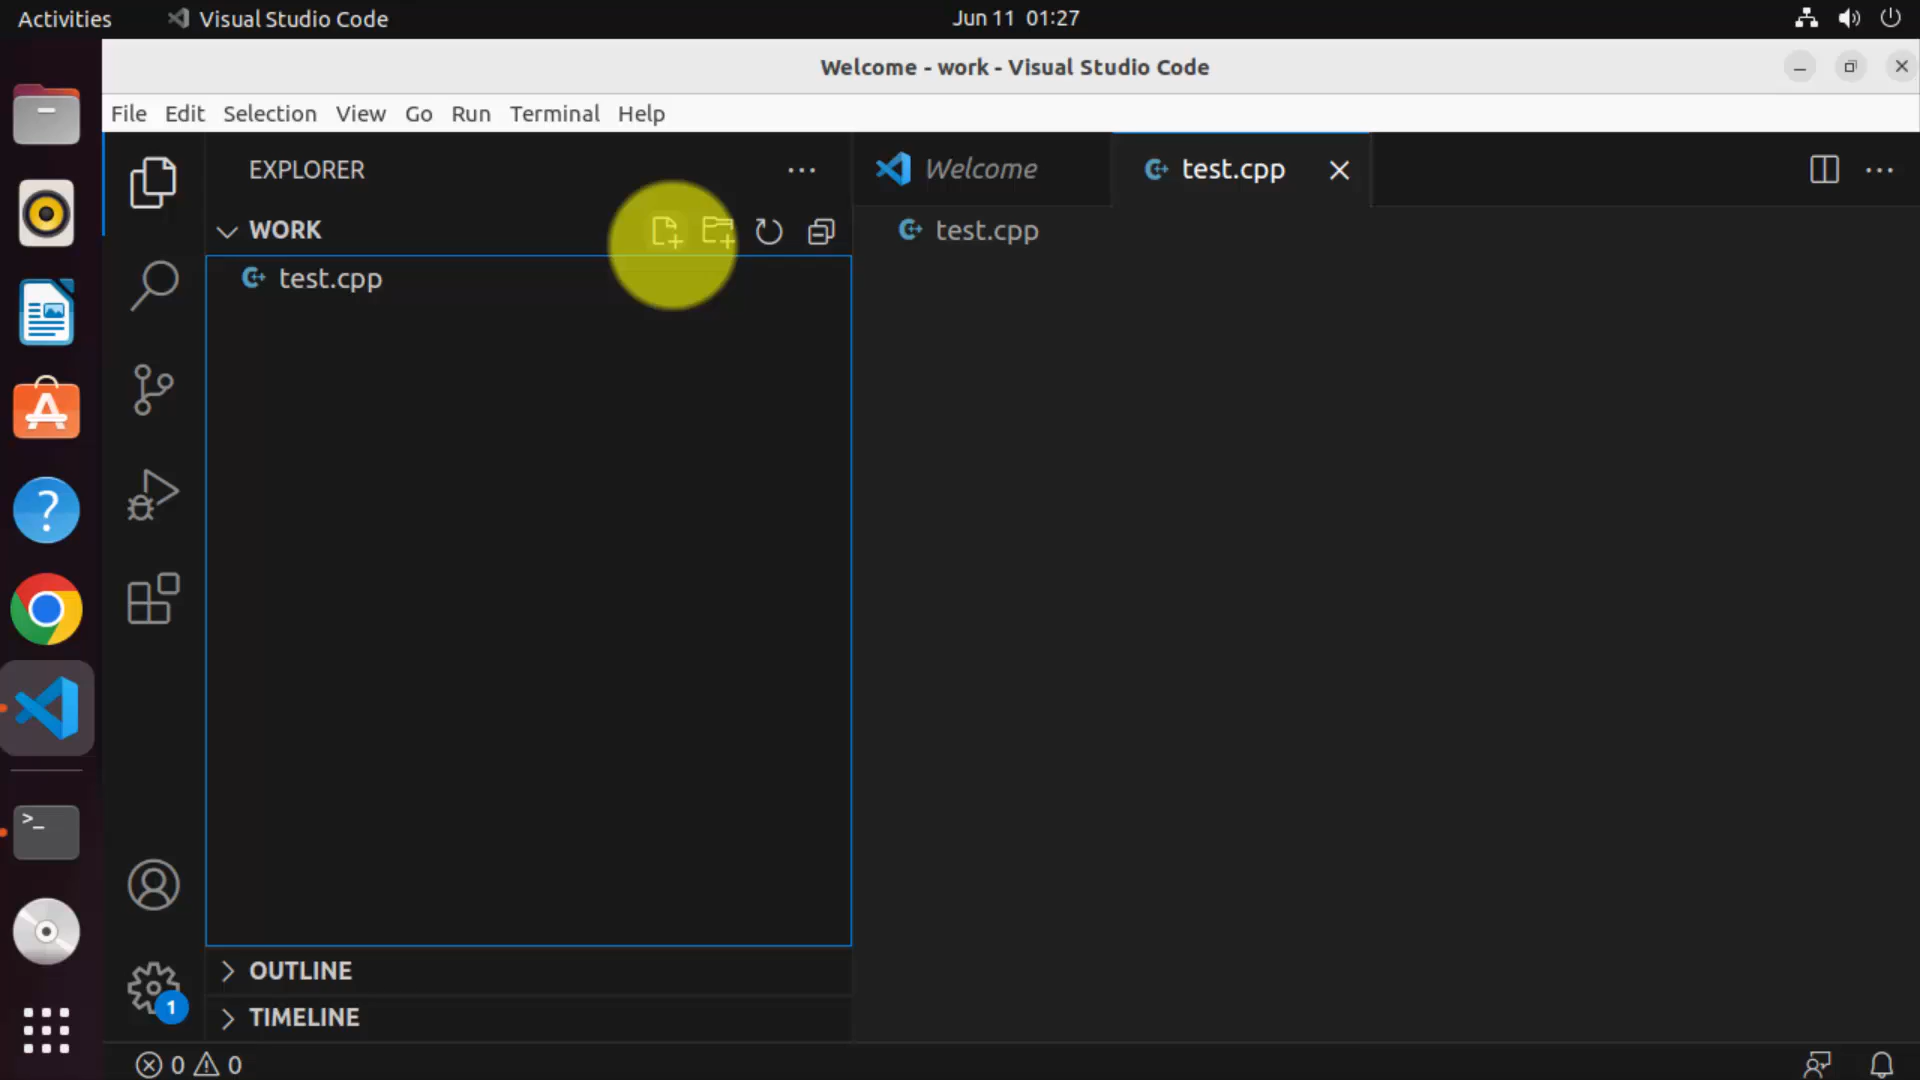 Activities Visual Studio Code Jun 11 01:27
Welcome - work - Visual Studio Code
File Edit Selection View Go Run Terminal Help
EXPLORER
WORK
test.cpp
OUTLINE
TIMELINE
Welcome test.cpp
test.cpp
1
0 0